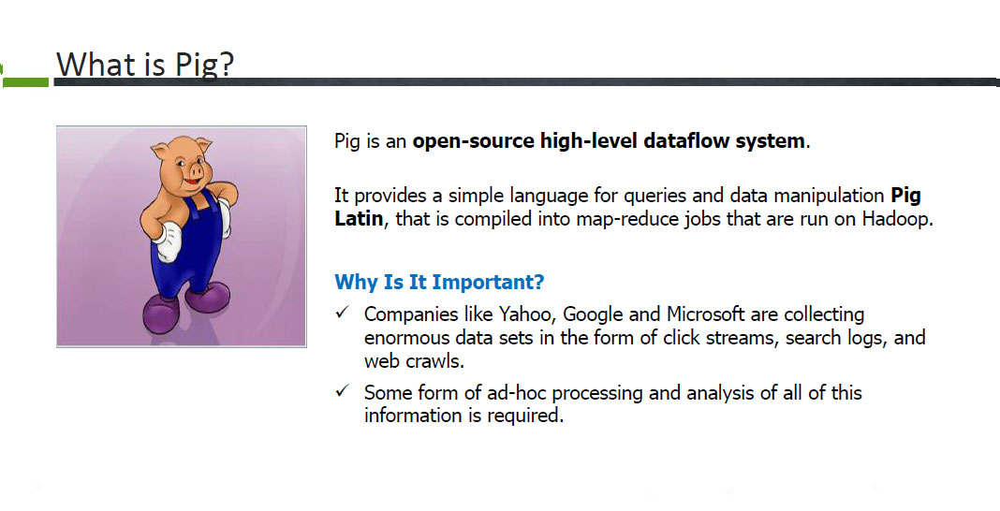 What is Pig?
Pig is an open-source high-level dataflow system.
It provides a simple language for queries and data manipulation Pig
Latin, that is compiled into map-reduce jobs that are run on Hadoop.
Why Is It Important?
✓ Companies like Yahoo, Google and Microsoft are collecting
enormous data sets in the form of click streams, search logs, and
web crawls.
✓ Some form of ad-hoc processing and analysis of all of this
information is required.